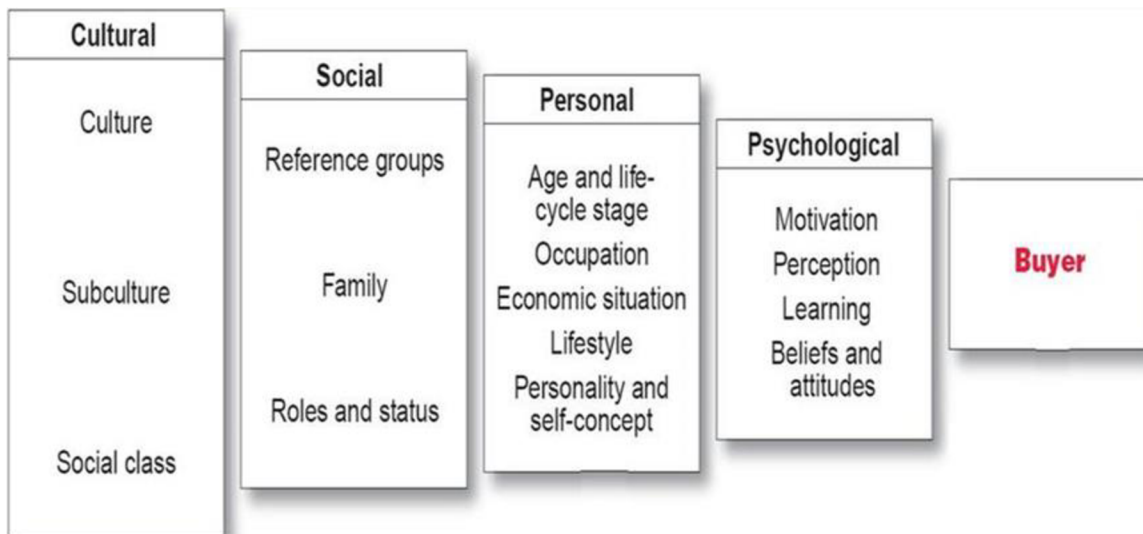 Cultural
Culture
Subculture
Social class
Social
Reference groups
Family
Roles and status
Personal
Age and life-
cycle stage
Occupation
Economic situation
Lifestyle
Personality and
self-concept
Psychological
Motivation
Perception
Learning
Beliefs and
attitudes
Buyer